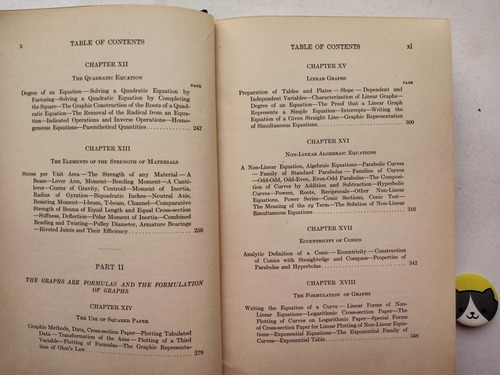 x TABLE OF CONTENTS
CHAPTER XII
THE QUADRATIC EQUATION
PAGE
Degree of an Equation—Solving a Quadratic Equation by
Factoring—Solving a Quadratic Equation by Completing
the Square—The Graphic Construction of the Roots of a Quad-
ratic Equation—The Removal of the Radical from an Equa-
tion—Indicated Operations and Inverse Operations—Homo-
geneous Equations—Parenthetical Quantities 247
CHAPTER XIII
THE ELEMENTS OF THE STRENGTH OF MATERIALS
Stress per Unit Area—The Strength of any Material—A
Beam—Lever Arm, Moment—Bending Moment—A Canti-
lever—Center of Gravity, Centroid—Moment of Inertia,
Radius of Gyration—Biquadratic Inches—Neutral Axis,
Resisting Moment—I-beam, T-beam, Channel—Comparative
Strength of Beams of Equal Length and Equal Cross-section
—Stiffness, Deflection—Polar Moment of Inertia—Combined
Bending and Twisting—Pulley Diameter, Armature Bearings
—Riveted Joints and Their Efficiency 259
PART II
THE GRAPHS ARE FORMULAS AND THE FORMULATION
OF GRAPHS
CHAPTER XIV
THE USE OF SQUARED PAPER
Graphic Methods, Data, Cross-section Paper—Plotting Tabulated
Data—Transformation of the Axes—Plotting of a Third
Variable—Plotting of Formulas—The Graphic Representa-
tion of Ohm's Law 279
TABLE OF CONTENTS xi
CHAPTER XV
LINEAR GRAPHS
PAGE
Preparation of Tables and Plates—Slope—Dependent and
Independent Variables—Characterization of Linear Graphs—
Degree of an Equation—The Proof that a Linear Graph
Represents a Simple Equation—Intercepts—Writing the
Equation of a Given Straight Line—Graphic Representation
of Simultaneous Equations 300
CHAPTER XVI
NON-LINEAR ALGEBRAIC EQUATIONS
A Non-Linear Equation, Algebraic Equations—Parabolic Curves
—Family of Standard Parabolas—Families of Curves
—Odd-Odd, Odd-Even, Even-Odd Parabolas—The Composi-
tion of Curves by Addition and Subtraction—Hyperbolic
Curves—Powers, Roots, Reciprocals—Other Non-Linear
Equations, Power Series—Conic Sections, Conic Test—
The Meaning of the xy Term—The Solution of Non-Linear
Simultaneous Equations 316
CHAPTER XVII
ECCENTRICITY OF CONICS
Analytic Definition of a Conic—Eccentricity—Construction
of Conics with Straightedge and Compass—Properties of
Parabolas and Hyperbolas 342
CHAPTER XVIII
THE FORMULATION OF GRAPHS
Writing the Equation of a Curve—Linear Forms of Non-
Linear Equations—Logarithmic Cross-section Paper—The
Plotting of Curves on Logarithmic Paper—Special Forms
of Cross-section Paper for Linear Plotting of Non-Linear Equa-
tions—Exponential Equations—The Exponential Family of
Curves—Exponential Table 348